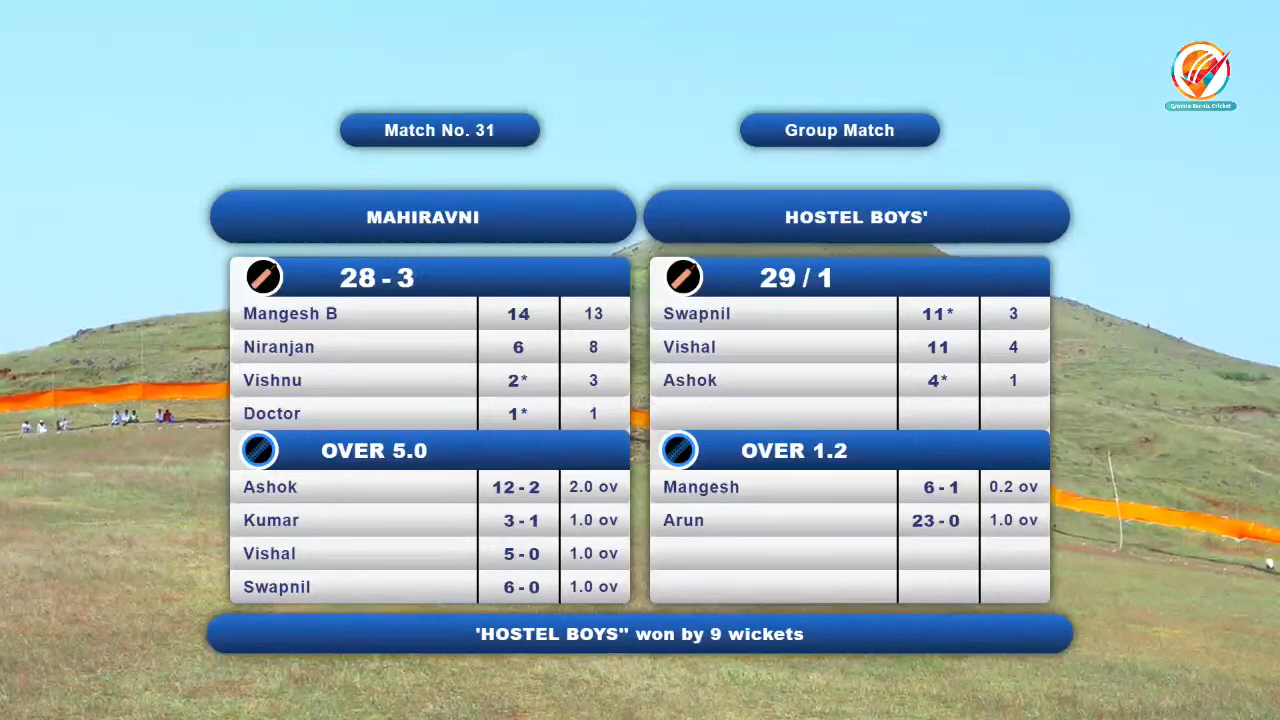 Gramin Tennis Cricket
Match No. 31
Group Match
MAHIRAVNI
28 - 3
Mangesh B 14 13
Niranjan 6 8
Vishnu 2* 3
Doctor 1* 1
OVER 5.0
Ashok 12 - 2 2.0 ov
Kumar 3 - 1 1.0 ov
Vishal 5 - 0 1.0 ov
Swapnil 6 - 0 1.0 ov
HOSTEL BOYS'
29 / 1
Swapnil 11* 3
Vishal 11 4
Ashok 4* 1
OVER 1.2
Mangesh 6 - 1 0.2 ov
Arun 23 - 0 1.0 ov
'HOSTEL BOYS'' won by 9 wickets